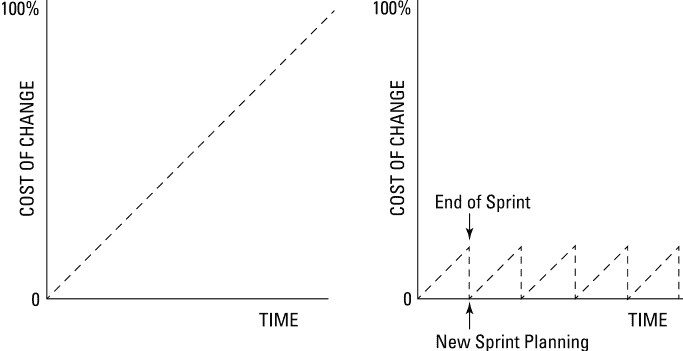 100%
COST OF CHANGE
0
TIME
100%
COST OF CHANGE
End of Sprint
0
TIME
New Sprint Planning